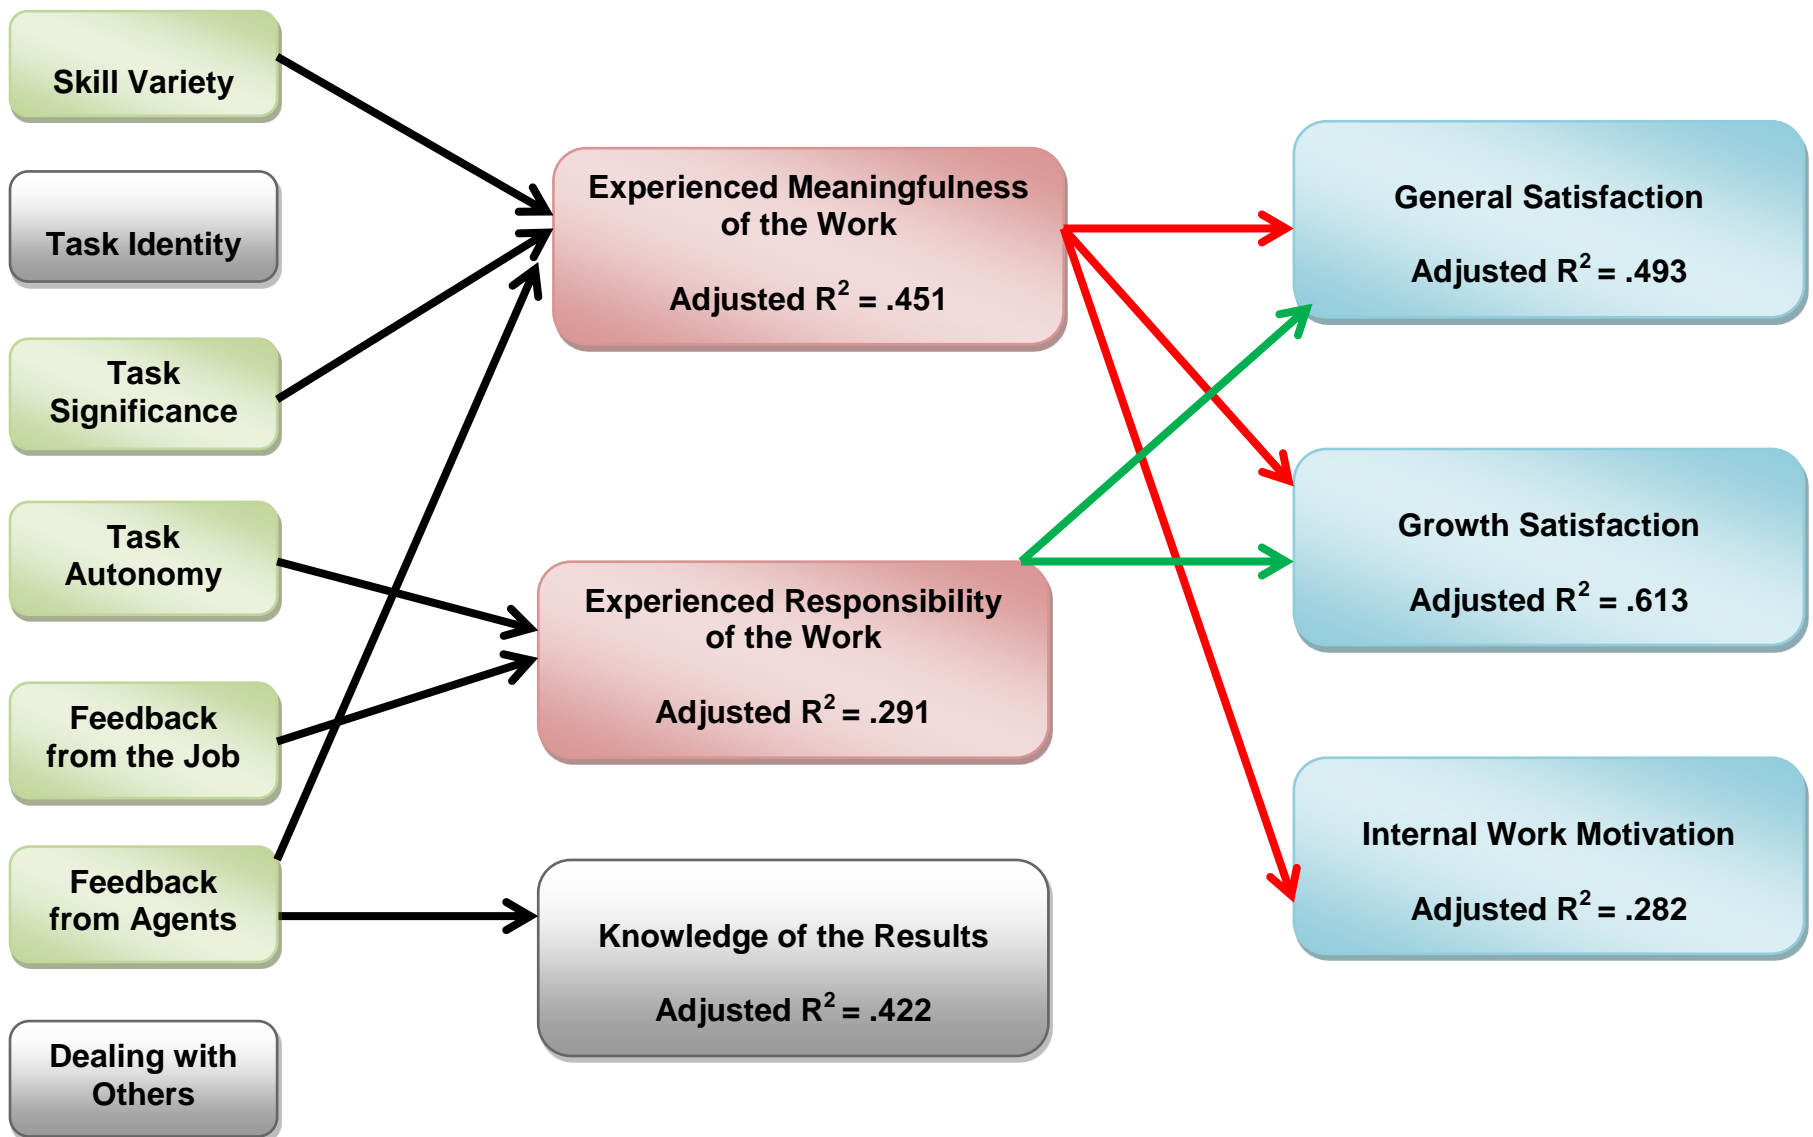 Skill Variety
Task Identity
Task
Significance
Task
Autonomy
Feedback
from the Job
Feedback
from Agents
Dealing with
Others
Experienced Meaningfulness
of the Work
Adjusted R² = .451
Experienced Responsibility
of the Work
Adjusted R² = .291
Knowledge of the Results
Adjusted R² = .422
General Satisfaction
Adjusted R² = .493
Growth Satisfaction
Adjusted R² = .613
Internal Work Motivation
Adjusted R² = .282